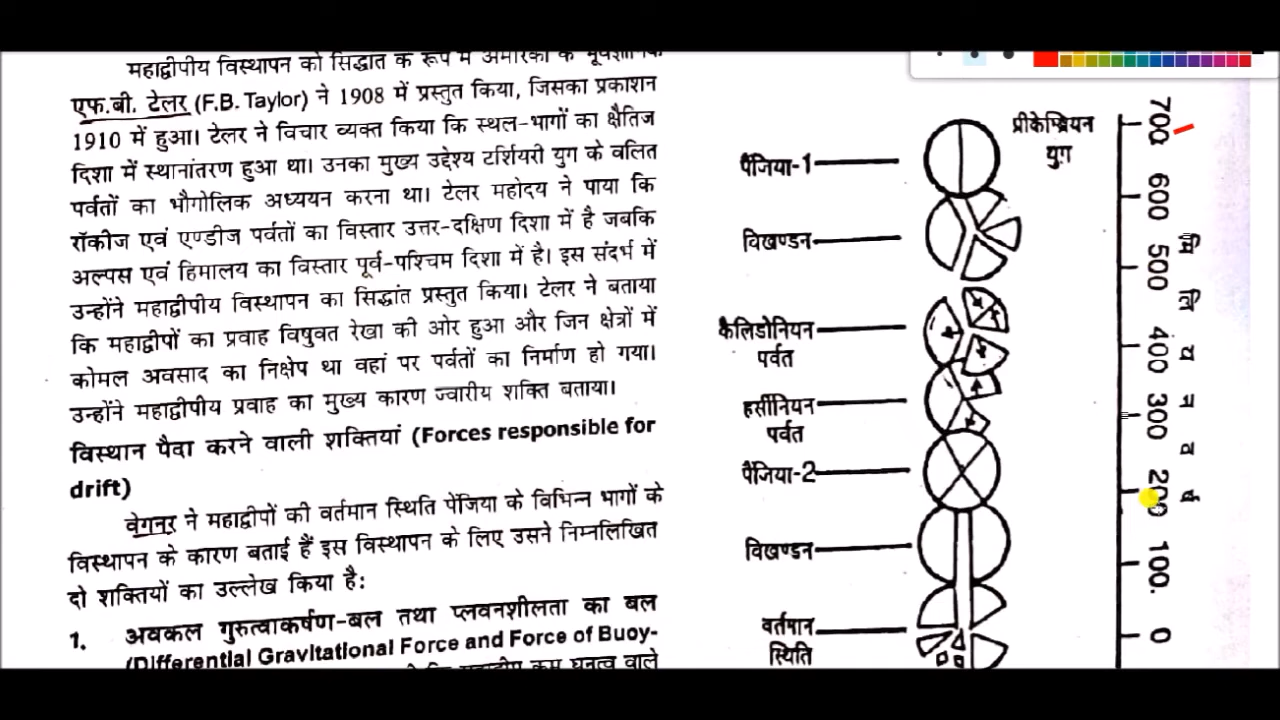 महाद्वीपीय विस्थापन को सिद्धांत के रूप में अमेरिका के
एफ.बी. टेलर (F.B. Taylor) ने 1908 में प्रस्तुत किया, जिसका प्रकाशन
1910 में हुआ। टेलर ने विचार व्यक्त किया कि स्थल-भागों का क्षैतिज
दिशा में स्थानांतरण हुआ था। उनका मुख्य उद्देश्य टर्शियरी युग के वलित
पर्वतों का भौगोलिक अध्ययन करना था। टेलर महोदय ने पाया कि
रॉकीज एवं एण्डीज पर्वतों का विस्तार उत्तर-दक्षिण दिशा में है जबकि
अल्पस एवं हिमालय का विस्तार पूर्व-पश्चिम दिशा में है। इस संदर्भ में
उन्होंने महाद्वीपीय विस्थापन का सिद्धांत प्रस्तुत किया। टेलर ने बताया
कि महाद्वीपों का प्रवाह विषुवत रेखा की ओर हुआ और जिन क्षेत्रों में
कोमल अवसाद का निक्षेप था वहां पर पर्वतों का निर्माण हो गया।
उन्होंने महाद्वीपीय प्रवाह का मुख्य कारण ज्वारीय शक्ति बताया।
विस्थान पैदा करने वाली शक्तियां (Forces responsible for
drift)
वेगनर ने महाद्वीपों की वर्तमान स्थिति पेंजिया के विभिन्न भागों के
विस्थापन के कारण बताई हैं इस विस्थापन के लिए उसने निम्नलिखित
दो शक्तियों का उल्लेख किया है:
1. अवकल गुरुत्वाकर्षण-बल तथा प्लवनशीलता का बल
(Differential Gravitational Force and Force of Buoy-
महाद्वीप कम घनत्व वाले
प्रीकेम्ब्रियन
युग
पैंजिया-1
विखण्डन
कैलिडोनियन
पर्वत
हर्सीनियन
पर्वत
पैंजिया-2
विखण्डन
वर्तमान
स्थिति
700
600
500
400
300
200
100.
0
मिलियन वर्ष